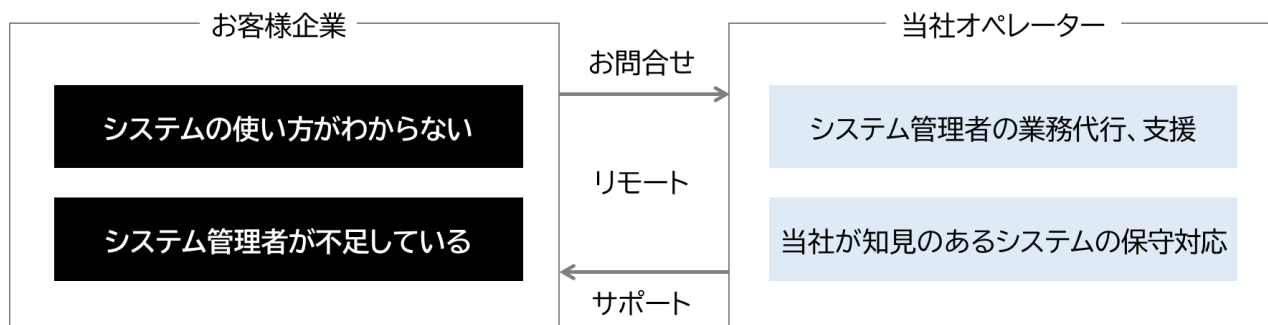 お客様企業
システムの使い方がわからない
システム管理者が不足している
お問合せ
リモート
サポート
当社オペレーター
システム管理者の業務代行、支援
当社が知見のあるシステムの保守対応